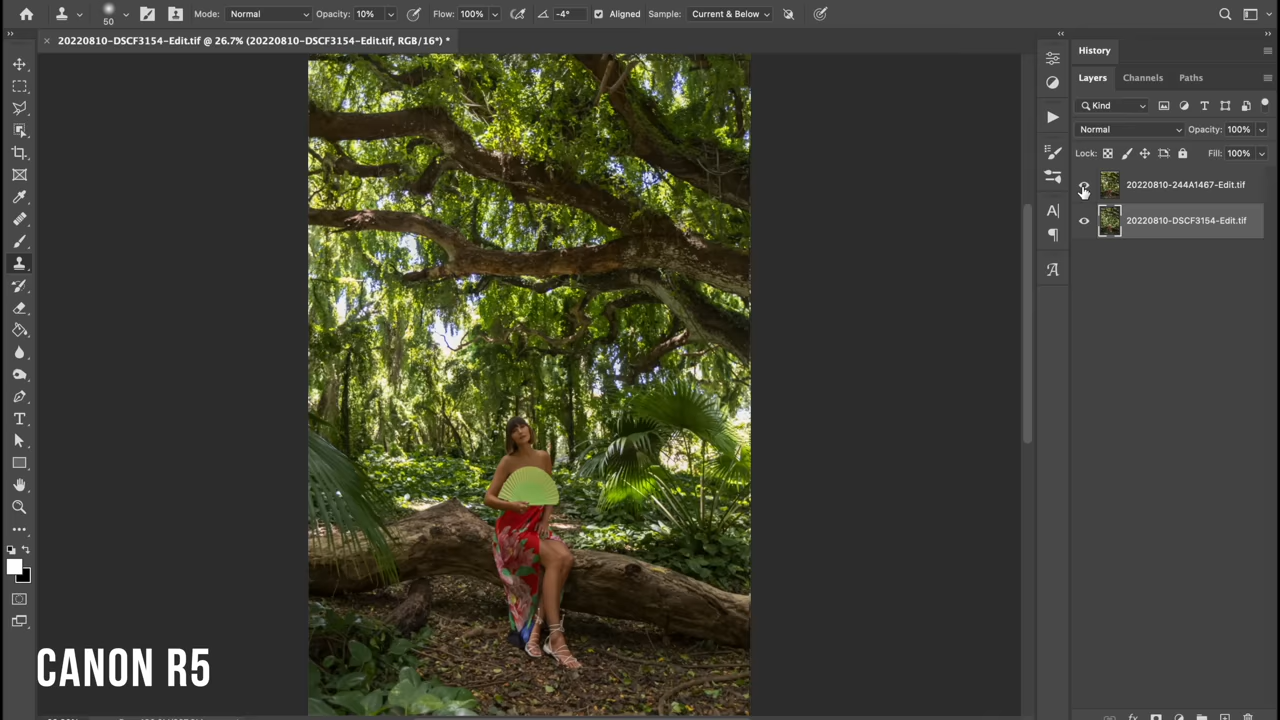 50
Mode:
Normal
Opacity:
10%
Flow:
100%
-4°
Aligned
Sample:
Current & Below
20220810-DSCF3154-Edit.tif @ 26.7% (20220810-DSCF3154-Edit.tif, RGB/16*) *
History
Layers
Channels
Paths
Kind
Normal
Opacity:
100%
Lock:
Fill:
100%
20220810-244A1467-Edit.tif
20220810-DSCF3154-Edit.tif
CANON R5